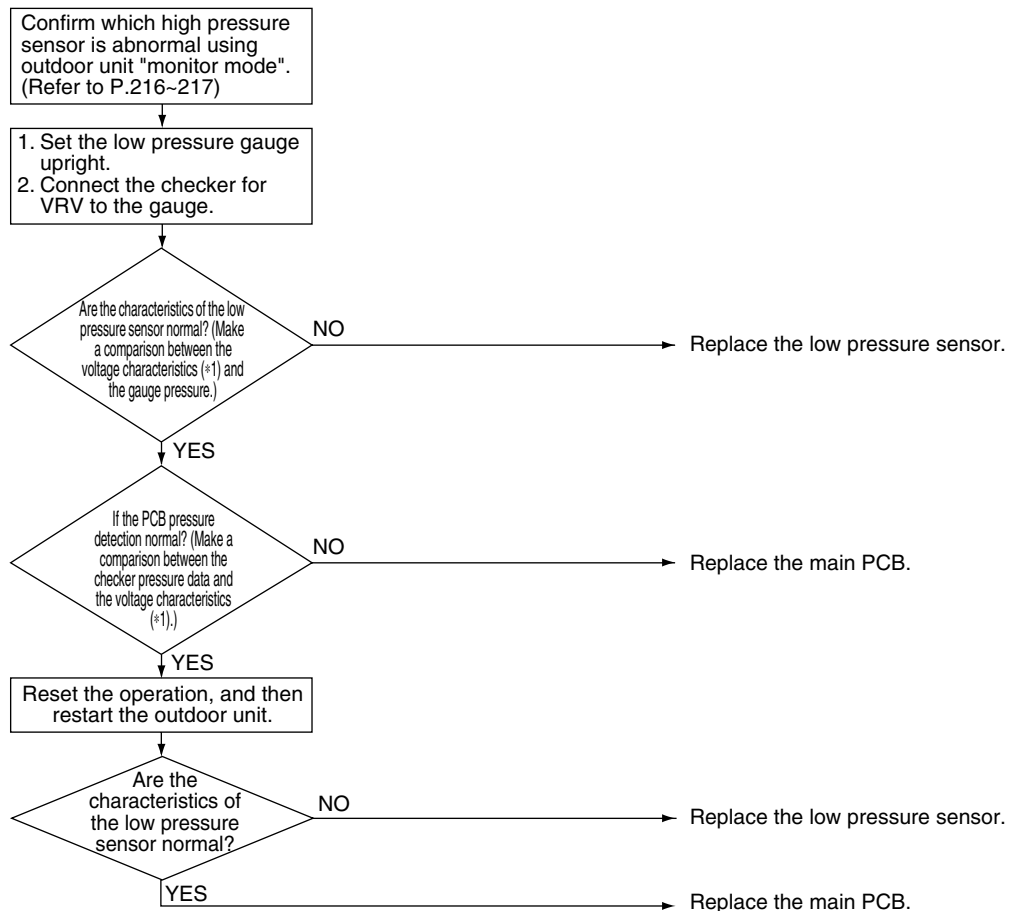 Confirm which high pressure
sensor is abnormal using
outdoor unit "monitor mode".
(Refer to P.216~217)
1. Set the low pressure gauge
upright.
2. Connect the checker for
VRV to the gauge.
Are the characteristics of the low
pressure sensor normal? (Make
a comparison between the
voltage characteristics (*1) and
the gauge pressure.)
NO
Replace the low pressure sensor.
YES
If the PCB pressure
detection normal? (Make a
comparison between the
checker pressure data and
the voltage characteristics
(*1).)
NO
Replace the main PCB.
YES
Reset the operation, and then
restart the outdoor unit.
Are the
characteristics of
the low pressure
sensor normal?
NO
Replace the low pressure sensor.
YES
Replace the main PCB.